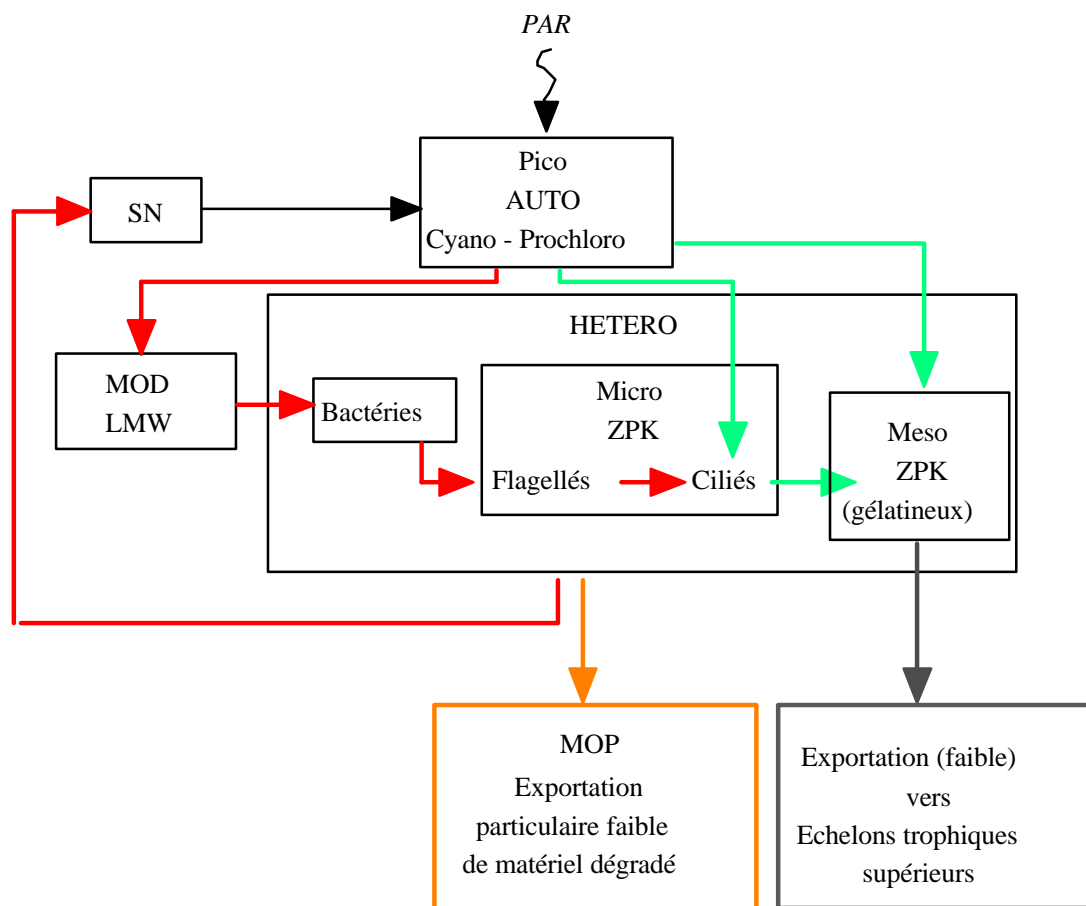 PAR
Pico
AUTO
Cyano - Prochloro
SN
HETERO
MOD
LMW
Bactéries
Micro
ZPK
Flagellés
Ciliés
Meso
ZPK
(gélatineux)
MOP
Exportation
particulaire faible
de matériel dégradé
Exportation (faible)
vers
Echelons trophiques
supérieurs